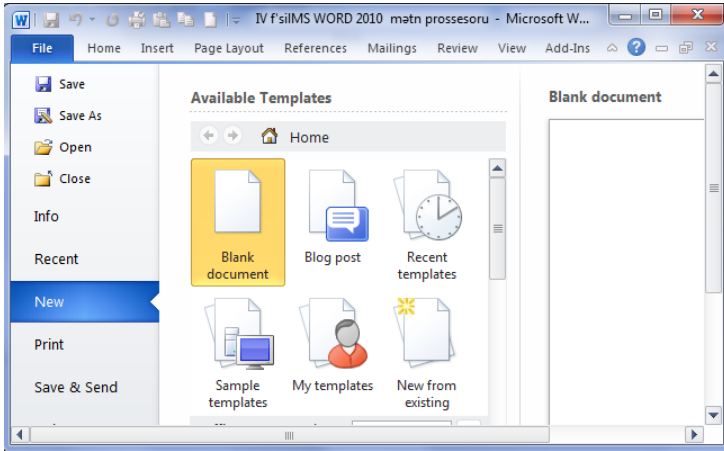 IV f'silMS WORD 2010 matn prossesoru - Microsoft W...
File Home Insert Page Layout References Mailings Review View Add-Ins
Save
Save As
Open
Close
Info
Recent
New
Print
Save & Send
Available Templates
Home
Blank document
Blog post
Recent templates
Sample templates
My templates
New from existing
Blank document